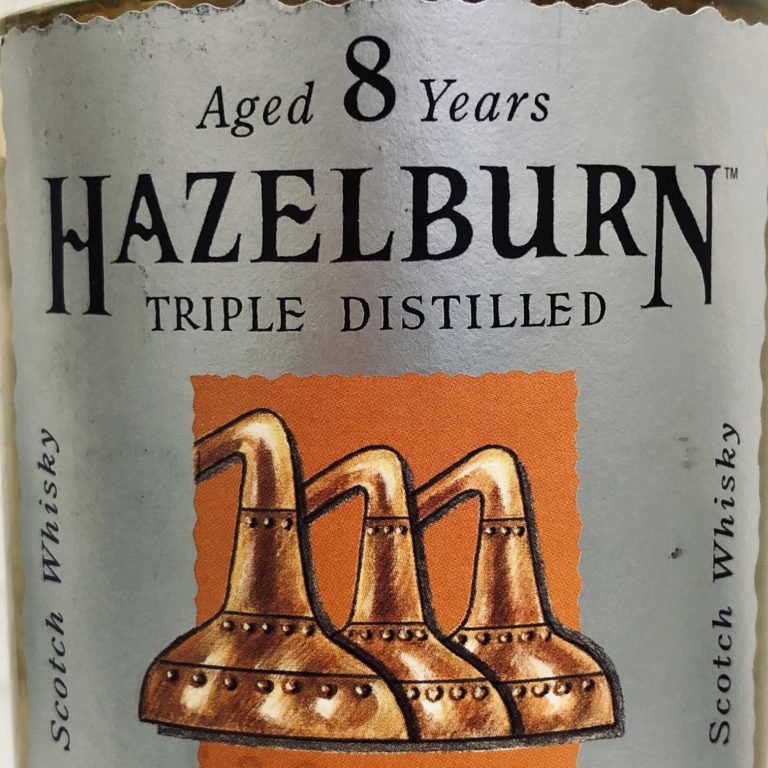 Aged 8 Years
HAZELBURN™
TRIPLE DISTILLED
Scotch Whisky
Scotch Whisky